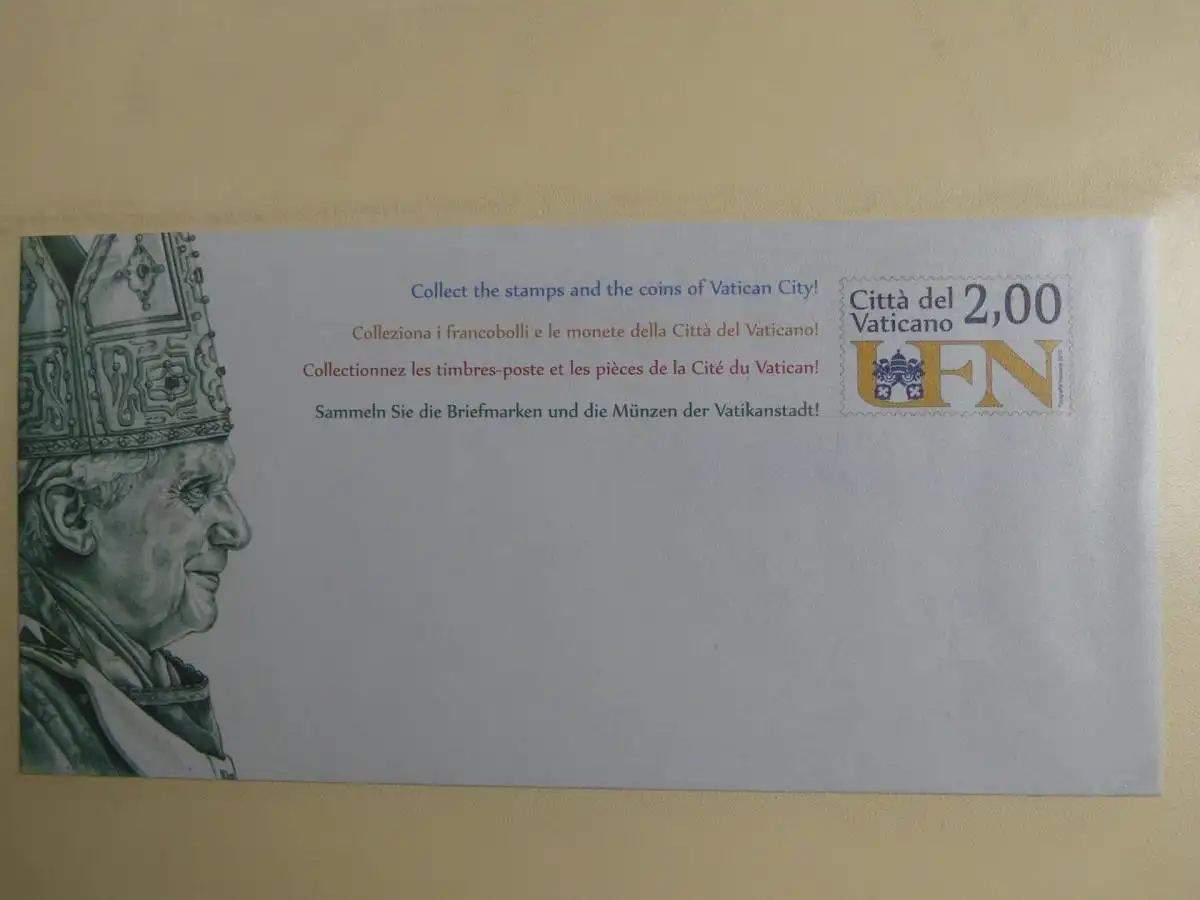 Collect the stamps and the coins of Vatican City!
Colleziona i francobolli e le monete della Città del Vaticano!
Collectionnez les timbres-poste et les pièces de la Cité du Vatican!
Sammeln Sie die Briefmarken und die Münzen der Vatikanstadt!
Città del
Vaticano
2,00
UFN